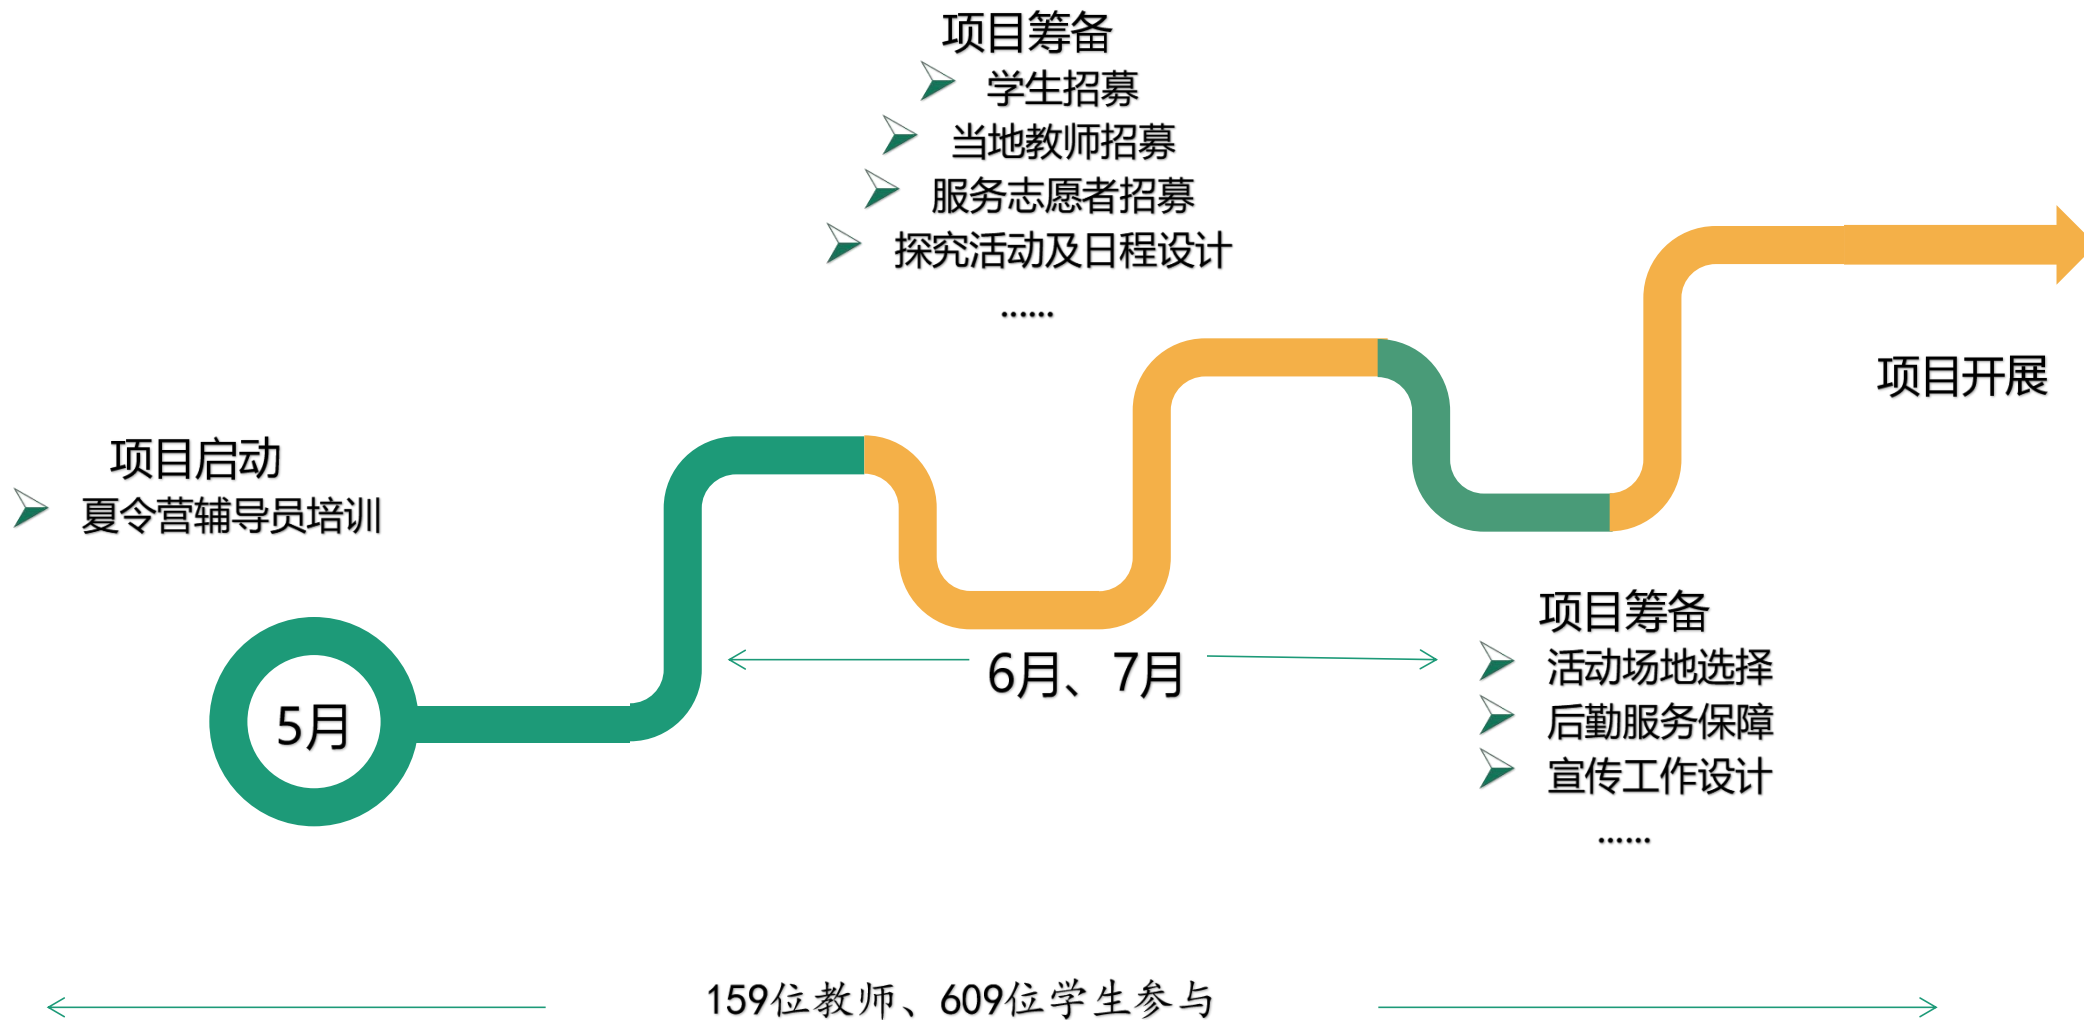 项目筹备
学生招募
当地教师招募
服务志愿者招募
探究活动及日程设计
……
项目开展
项目启动
夏令营辅导员培训
5月
6月、7月
项目筹备
活动场地选择
后勤服务保障
宣传工作设计
……
159位教师、609位学生参与